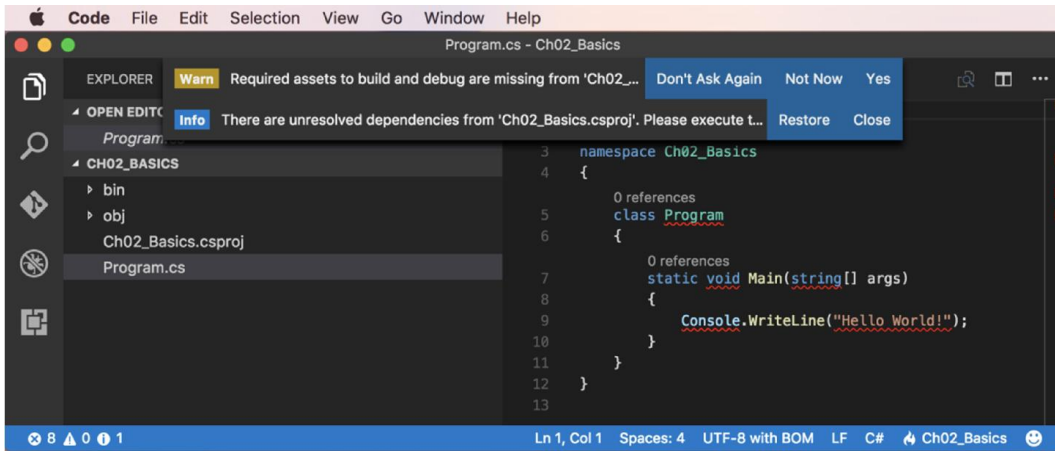 Code File Edit Selection View Go Window Help
Program.cs - Ch02_Basics
EXPLORER
Warn Required assets to build and debug are missing from 'Ch02_... Don't Ask Again Not Now Yes
OPEN EDITO
Info There are unresolved dependencies from 'Ch02_Basics.csproj'. Please execute t... Restore Close
Program.cs
CH02_BASICS
bin
obj
Ch02_Basics.csproj
Program.cs
3 namespace Ch02_Basics
4 {
0 references
5 class Program
6 {
0 references
7 static void Main(string[] args)
8 {
9 Console.WriteLine("Hello World!");
10 }
11 }
12 }
13
8 0 1 Ln 1, Col 1 Spaces: 4 UTF-8 with BOM LF C# Ch02_Basics